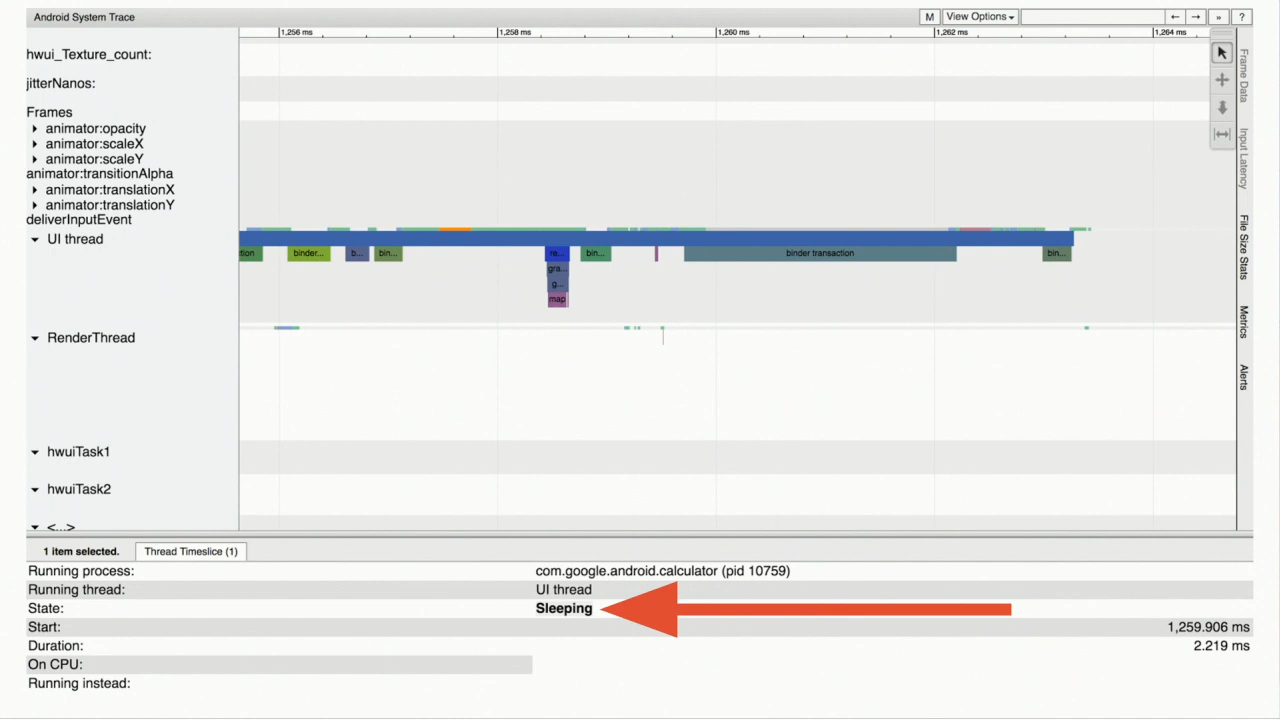 Android System Trace
M
View Options
← → » ?
1,256 ms
1,258 ms
1,260 ms
1,262 ms
1,264 ms
hwui_Texture_count:
jitterNanos:
Frames
animator:opacity
animator:scaleX
animator:scaleY
animator:transitionAlpha
animator:translationX
animator:translationY
deliverInputEvent
UI thread
tion
binder...
b...
bin...
re...
bin...
binder transaction
bin...
gra...
g...
map
RenderThread
hwuiTask1
hwuiTask2
<...>
Frame Data
Input Latency
File Size Stats
Metrics
Alerts
1 item selected.
Thread Timeslice (1)
Running process: com.google.android.calculator (pid 10759)
Running thread: UI thread
State: Sleeping
Start: 1,259.906 ms
Duration: 2.219 ms
On CPU:
Running instead: